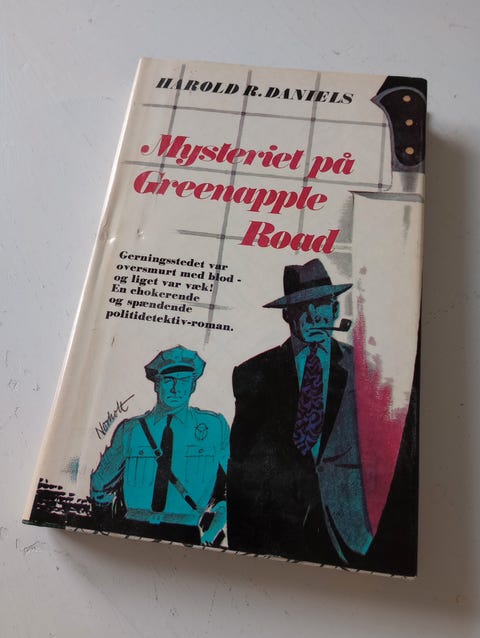 HAROLD R. DANIELS
Mysteriet på
Greenapple
Road
Gerningsstedet var
oversmurt med blod -
og liget var væk!
En chokerende
og spændende
politidetektiv-roman.